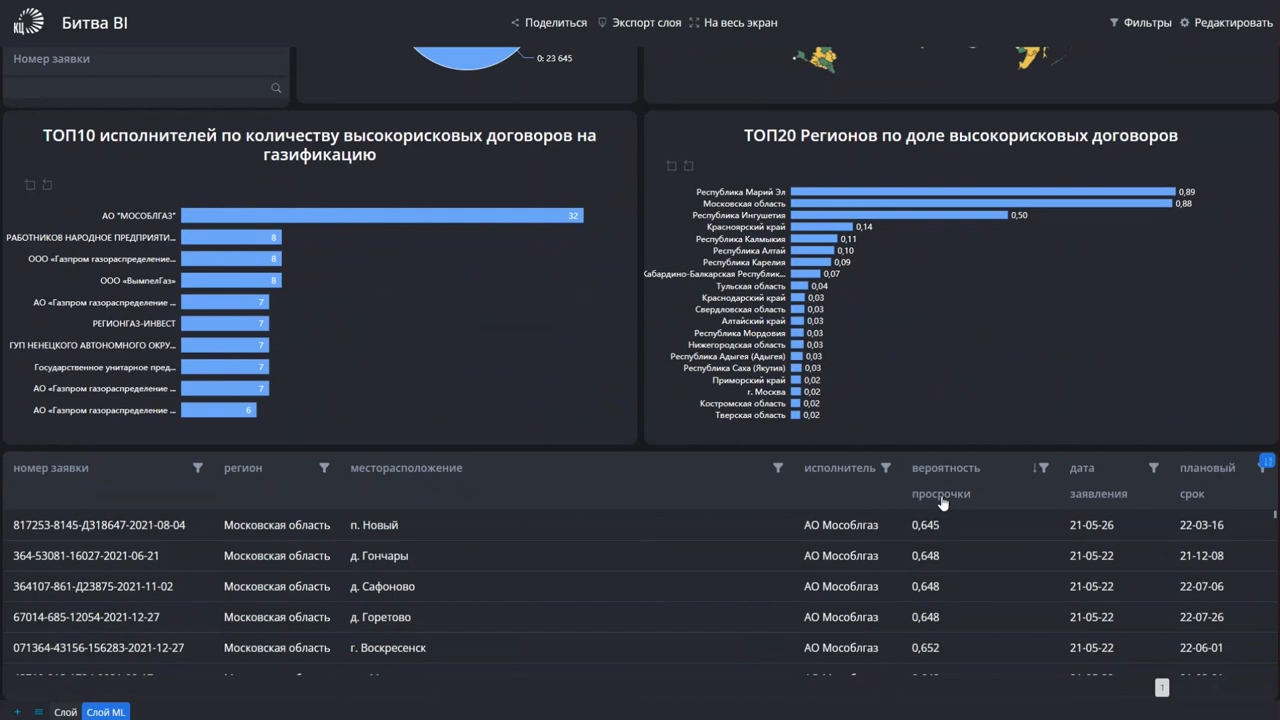 КЦ
Битва BI
Поделиться
Экспорт слоя
На весь экран
Фильтры
Редактировать
Номер заявки
0: 23 645
ТОП10 исполнителей по количеству высокорисковых договоров на
газификацию
АО "МОСОБЛГАЗ" 32
РАБОТНИКОВ НАРОДНОЕ ПРЕДПРИЯТИ... 8
ООО «Газпром газораспределение... 8
ООО «ВымпелГаз» 8
АО «Газпром газораспределение ... 7
РЕГИОНГАЗ-ИНВЕСТ 7
ГУП НЕНЕЦКОГО АВТОНОМНОГО ОКРУ... 7
Государственное унитарное пред... 7
АО «Газпром газораспределение ... 7
АО «Газпром газораспределение ... 6
ТОП20 Регионов по доле высокорисковых договоров
Республика Марий Эл 0,89
Московская область 0,88
Республика Ингушетия 0,50
Красноярский край 0,14
Республика Калмыкия 0,11
Республика Алтай 0,10
Республика Карелия 0,09
Кабардино-Балкарская Республик... 0,07
Тульская область 0,04
Краснодарский край 0,03
Свердловская область 0,03
Алтайский край 0,03
Республика Мордовия 0,03
Нижегородская область 0,03
Республика Адыгея (Адыгея) 0,03
Республика Саха (Якутия) 0,03
Приморский край 0,02
г. Москва 0,02
Костромская область 0,02
Тверская область 0,02
номер заявки регион месторасположение исполнитель вероятность дата плановый
просрочки заявления срок
817253-8145-Д318647-2021-08-04 Московская область п. Новый АО Мособлгаз 0,645 21-05-26 22-03-16
364-53081-16027-2021-06-21 Московская область д. Гончары АО Мособлгаз 0,648 21-05-22 21-12-08
364107-861-Д23875-2021-11-02 Московская область д. Сафоново АО Мособлгаз 0,648 21-05-22 22-07-06
67014-685-12054-2021-12-27 Московская область д. Горетово АО Мособлгаз 0,648 21-05-22 22-07-26
071364-43156-156283-2021-12-27 Московская область г. Воскресенск АО Мособлгаз 0,652 21-05-22 22-06-01
1
Слой
Слой ML